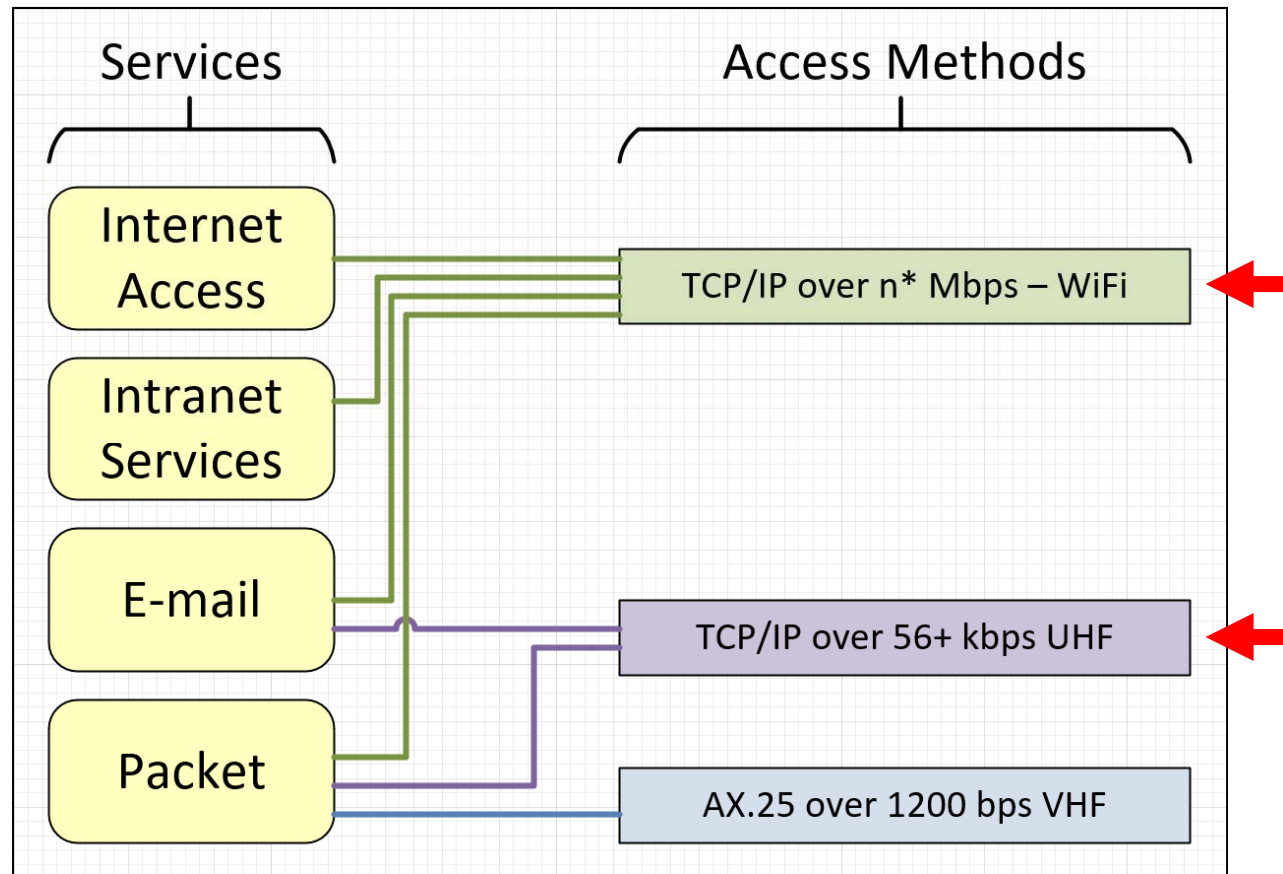 Services
Access Methods
Internet
Access
TCP/IP over n* Mbps – WiFi
Intranet
Services
E-mail
TCP/IP over 56+ kbps UHF
Packet
AX.25 over 1200 bps VHF